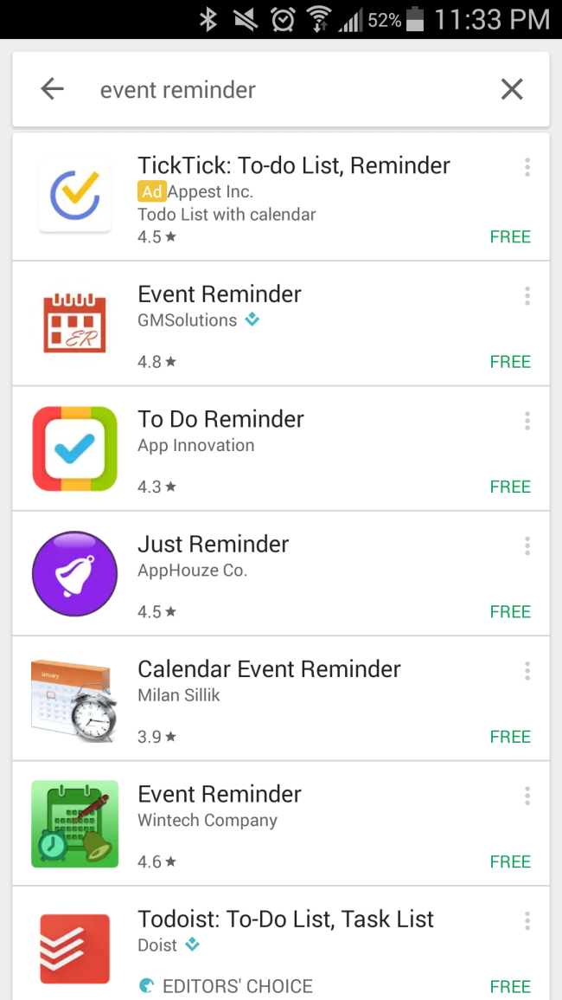 52% 11:33 PM
event reminder
TickTick: To-do List, Reminder
Ad Appest Inc.
Todo List with calendar
4.5 FREE
Event Reminder
GMSolutions
ER
4.8 FREE
To Do Reminder
App Innovation
4.3 FREE
Just Reminder
AppHouze Co.
4.5 FREE
Calendar Event Reminder
January
Milan Sillik
3.9 FREE
Event Reminder
Wintech Company
4.6 FREE
Todoist: To-Do List, Task List
Doist
EDITORS' CHOICE FREE